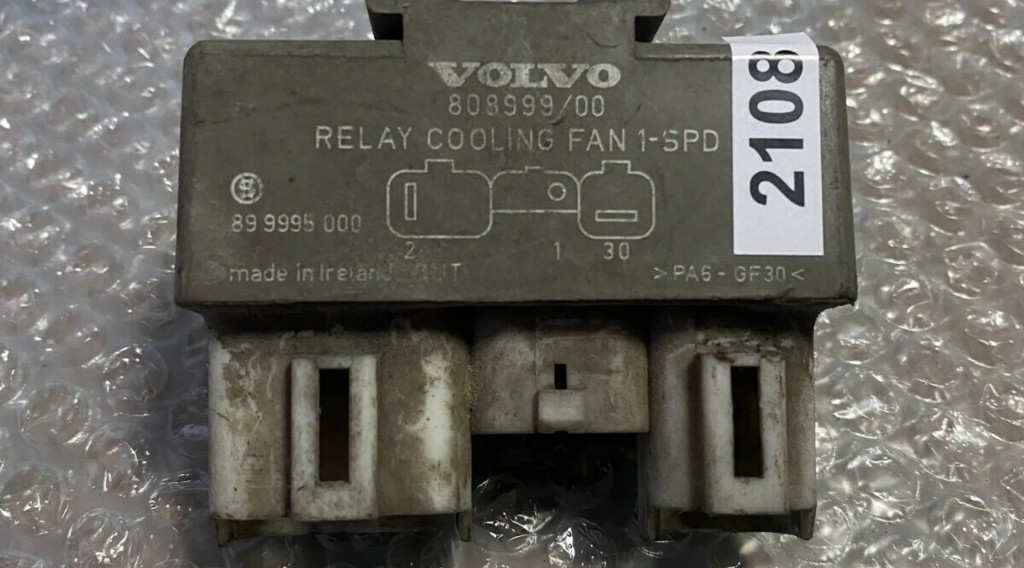 VOLVO
808999/00
RELAY COOLING FAN 1-SPD
2108
89 9995 000
2 1 30
made in Ireland
>PA6-GF30<